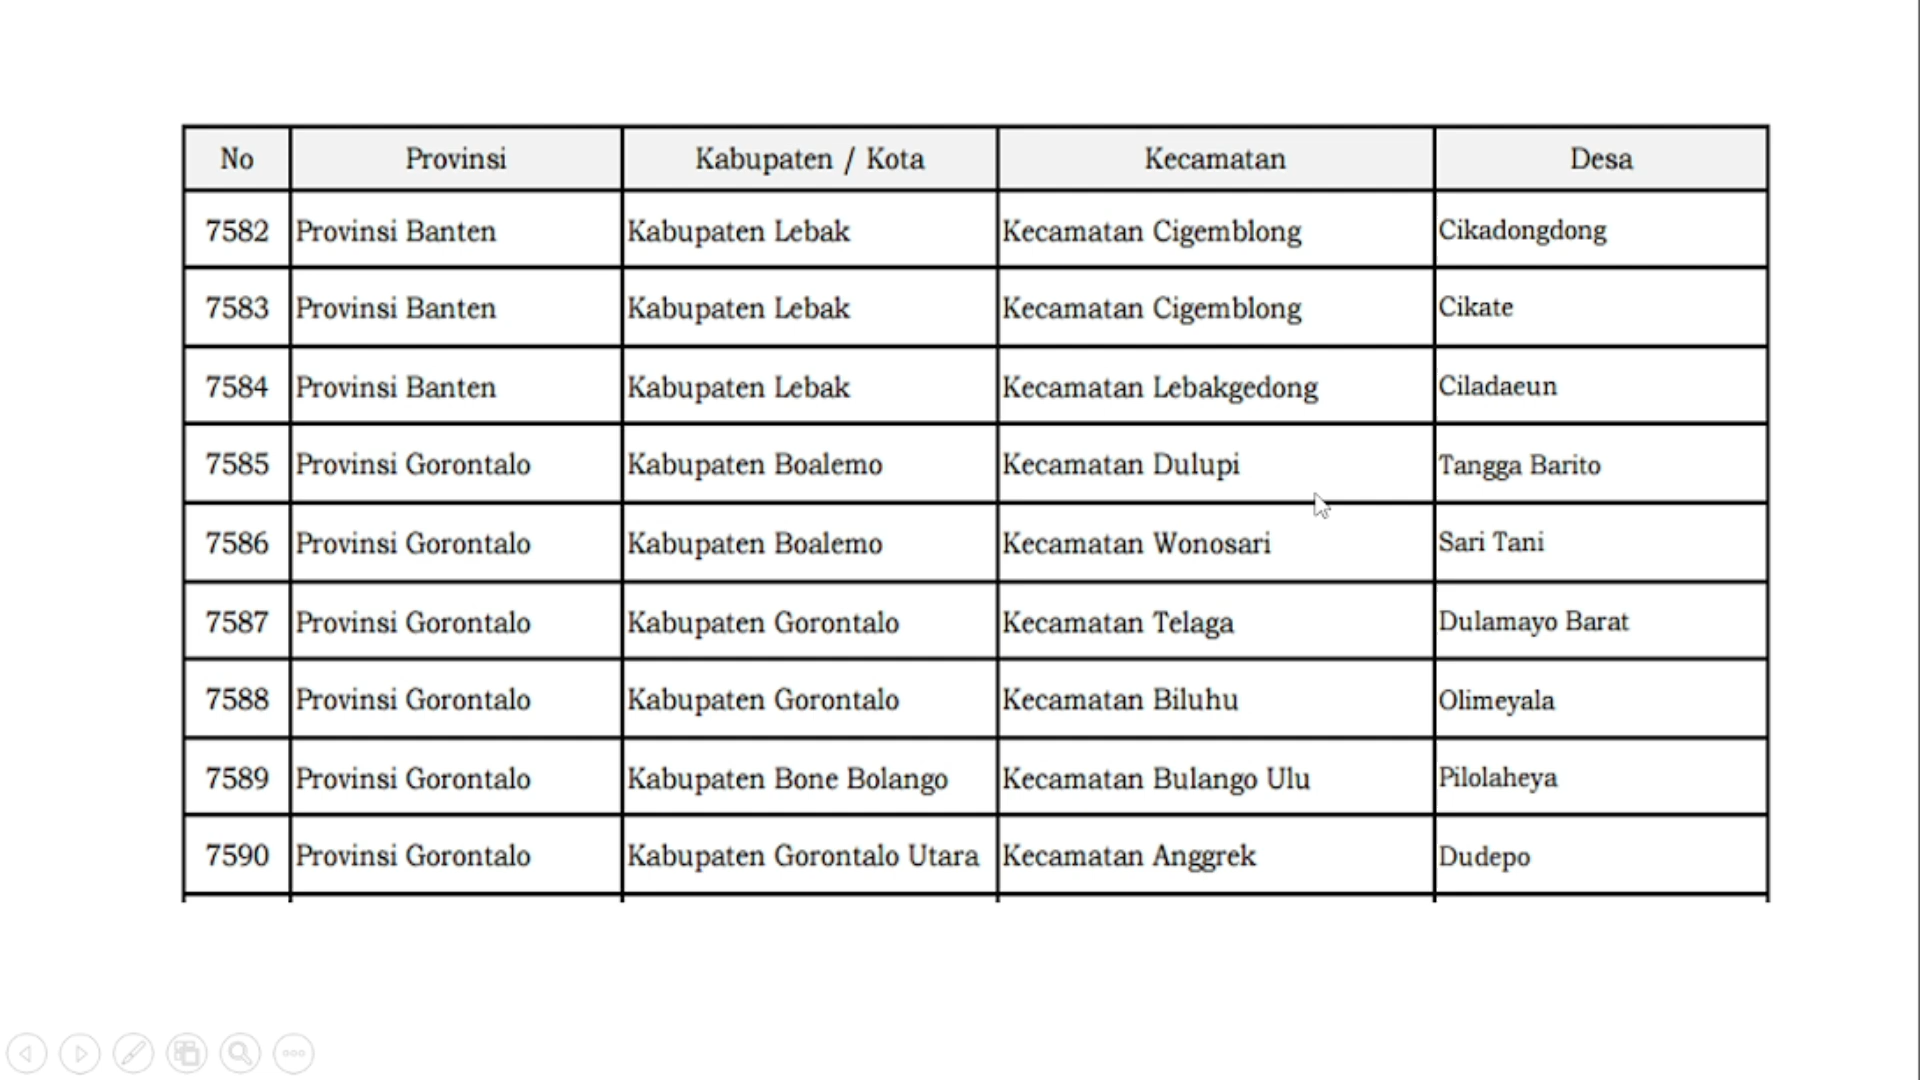 No Provinsi Kabupaten / Kota Kecamatan Desa
7582 Provinsi Banten Kabupaten Lebak Kecamatan Cigemblong Cikadongdong
7583 Provinsi Banten Kabupaten Lebak Kecamatan Cigemblong Cikate
7584 Provinsi Banten Kabupaten Lebak Kecamatan Lebakgedong Ciladaeun
7585 Provinsi Gorontalo Kabupaten Boalemo Kecamatan Dulupi Tangga Barito
7586 Provinsi Gorontalo Kabupaten Boalemo Kecamatan Wonosari Sari Tani
7587 Provinsi Gorontalo Kabupaten Gorontalo Kecamatan Telaga Dulamayo Barat
7588 Provinsi Gorontalo Kabupaten Gorontalo Kecamatan Biluhu Olimeyala
7589 Provinsi Gorontalo Kabupaten Bone Bolango Kecamatan Bulango Ulu Pilolaheya
7590 Provinsi Gorontalo Kabupaten Gorontalo Utara Kecamatan Anggrek Dudepo